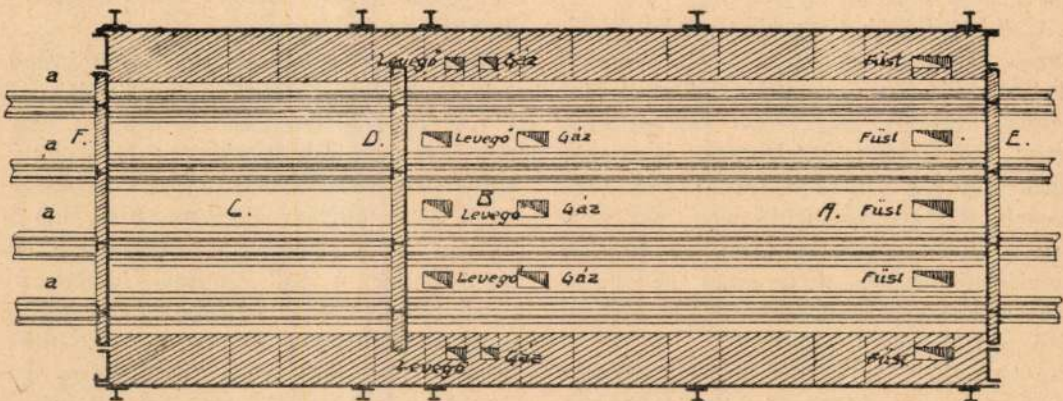 Levegő Gáz Füst
a
F. D. Levegő Gáz Füst E.
a
B
a C. Levegő Gáz A. Füst
a Levegő Gáz Füst
Levegő Gáz Füst